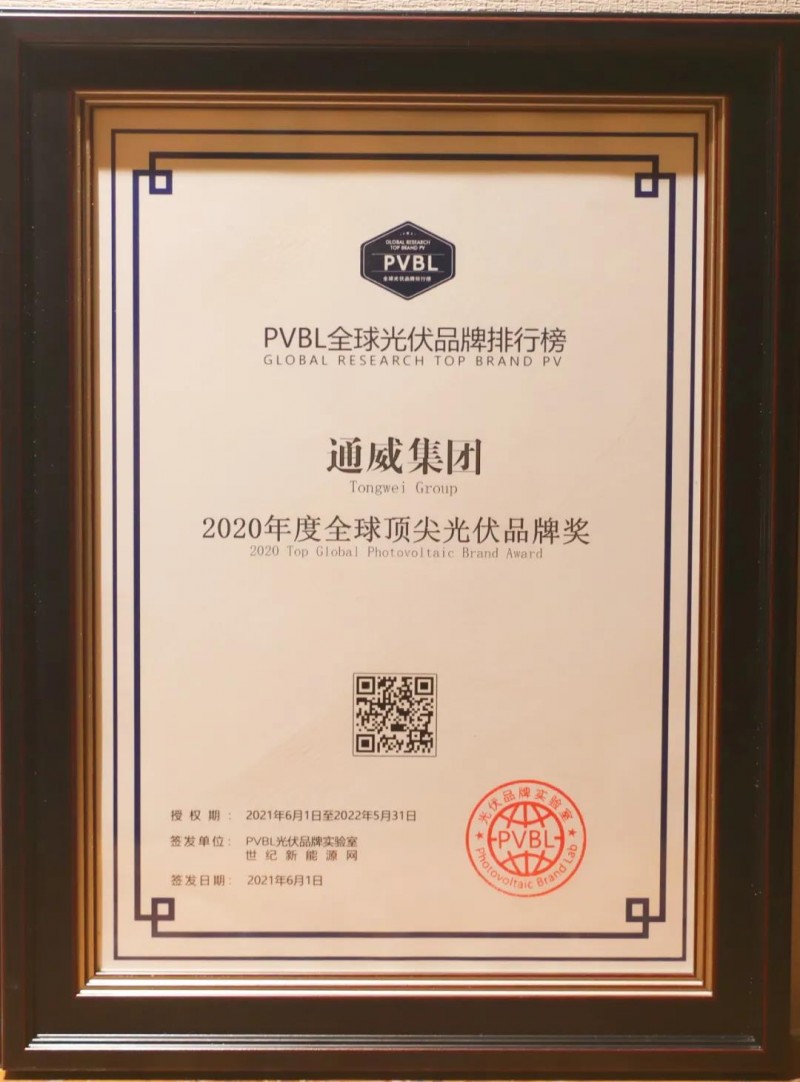 GLOBAL RESEARCH
TOP BRAND PV
PVBL
全球光伏品牌排行榜
PVBL全球光伏品牌排行榜
GLOBAL RESEARCH TOP BRAND PV
通威集团
Tongwei Group
2020年度全球顶尖光伏品牌奖
2020 Top Global Photovoltaic Brand Award
授权期： 2021年6月1日至2022年5月31日
签发单位： PVBL光伏品牌实验室
世纪新能源网
签发日期： 2021年6月1日
光伏品牌实验室
PVBL
Photovoltaic Brand Lab